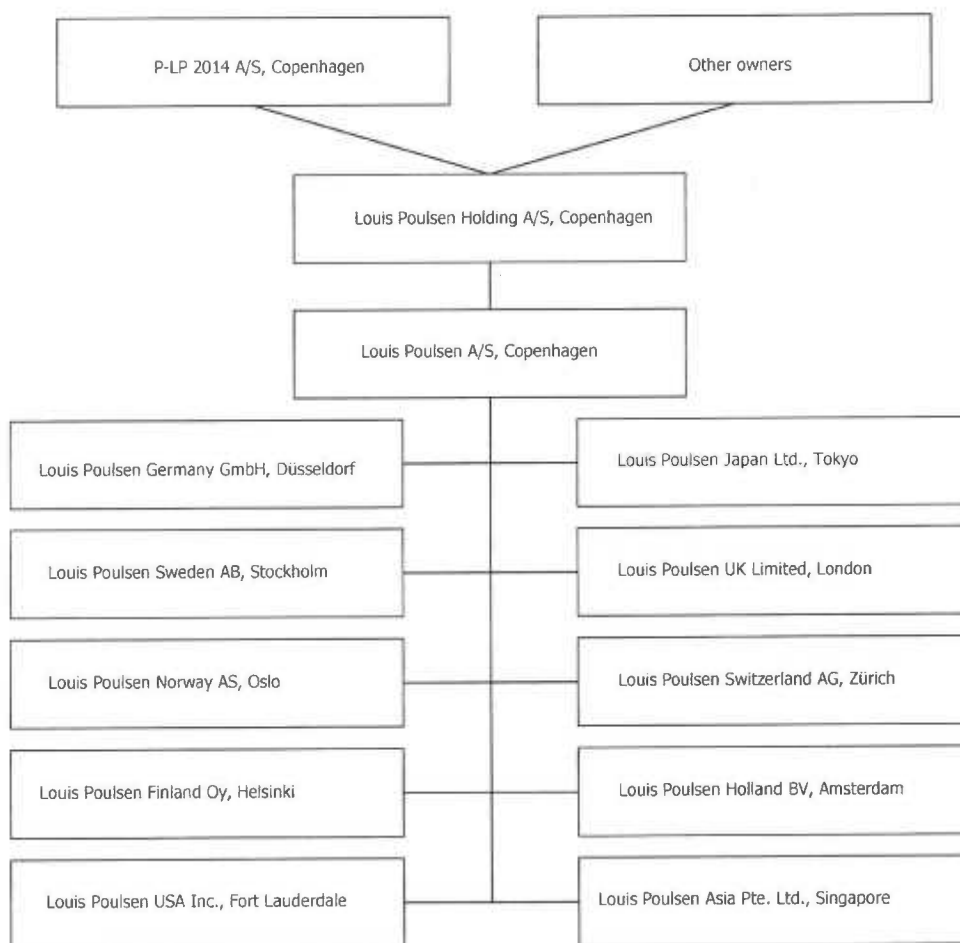 P-LP 2014 A/S, Copenhagen
Other owners
Louis Poulsen Holding A/S, Copenhagen
Louis Poulsen A/S, Copenhagen
Louis Poulsen Germany GmbH, Düsseldorf
Louis Poulsen Japan Ltd., Tokyo
Louis Poulsen Sweden AB, Stockholm
Louis Poulsen UK Limited, London
Louis Poulsen Norway AS, Oslo
Louis Poulsen Switzerland AG, Zürich
Louis Poulsen Finland Oy, Helsinki
Louis Poulsen Holland BV, Amsterdam
Louis Poulsen USA Inc., Fort Lauderdale
Louis Poulsen Asia Pte. Ltd., Singapore